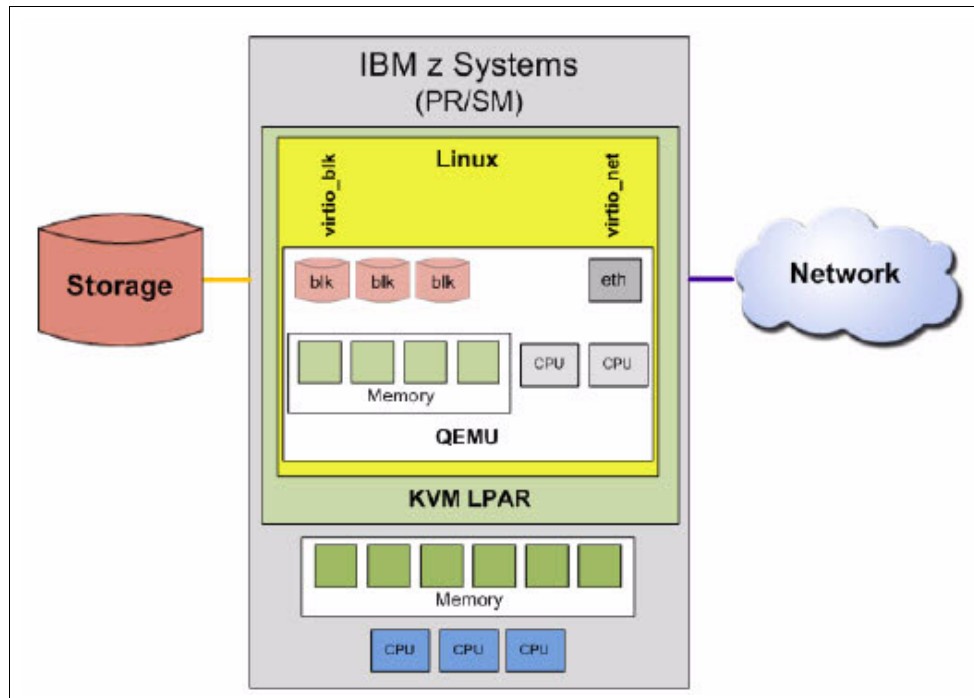 IBM z Systems
(PR/SM)
virtio_blk
Linux
virtio_net
Storage
blk
blk
blk
eth
Network
CPU
CPU
Memory
QEMU
KVM LPAR
Memory
CPU
CPU
CPU